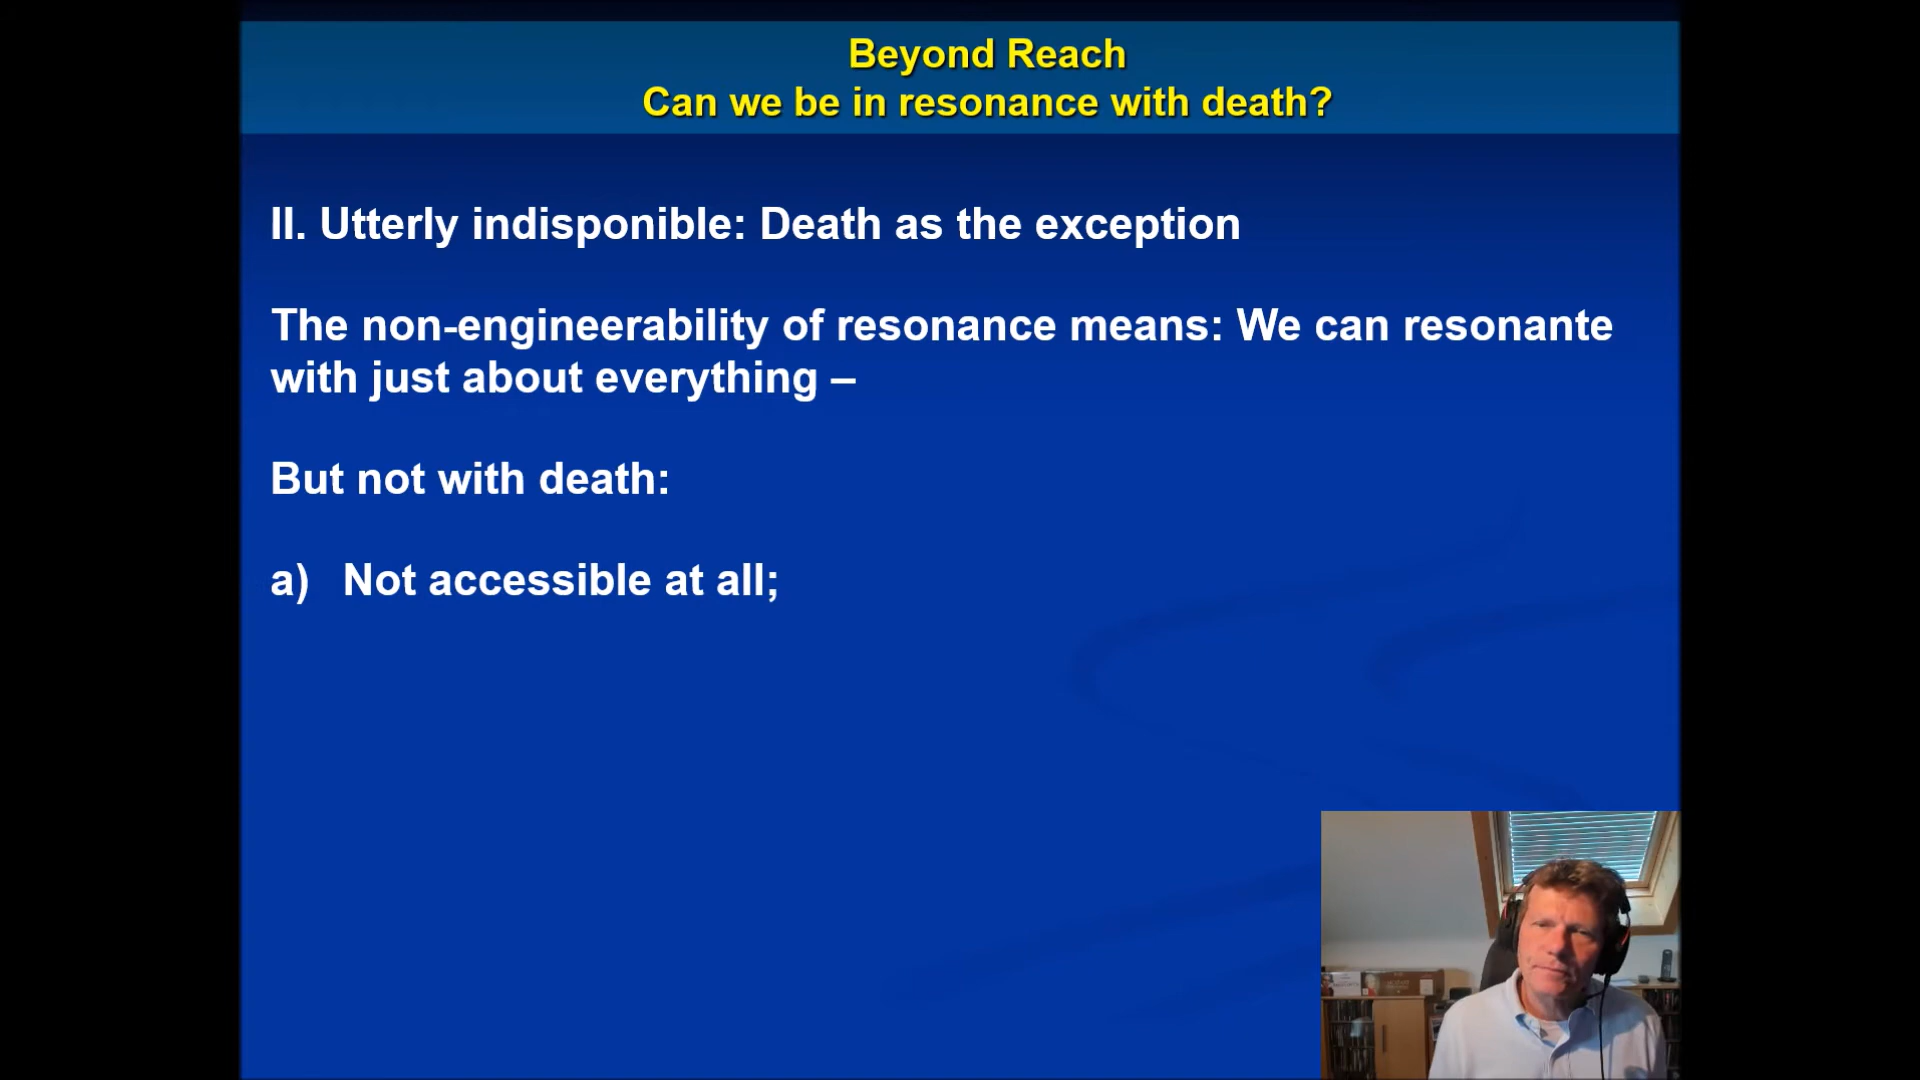 Beyond Reach
Can we be in resonance with death?
II. Utterly indisponible: Death as the exception
The non-engineerability of resonance means: We can resonante
with just about everything –
But not with death:
a) Not accessible at all;